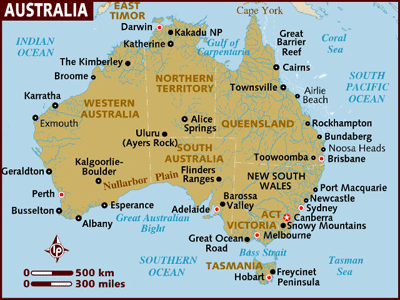 AUSTRALIA
EAST
TIMOR
Cape York
Darwin
Kakadu NP
Katherine
Gulf of
Carpentaria
Great
Barrier
Reef
Coral
Sea
INDIAN
OCEAN
The Kimberley
Broome
Cairns
NORTHERN
TERRITORY
Townsville
SOUTH
PACIFIC
OCEAN
Airlie
Beach
Karratha
Exmouth
WESTERN
AUSTRALIA
Alice
Springs
QUEENSLAND
Rockhampton
Bundaberg
Uluru
(Ayers Rock)
SOUTH
AUSTRALIA
Noosa Heads
Toowoomba
Brisbane
Geraldton
Kalgoorlie-
Boulder
Nullarbor Plain
Flinders
Ranges
NEW SOUTH
WALES
Port Macquarie
Newcastle
Perth
Barossa
Valley
Sydney
Busselton
Esperance
Albany
Great Australian
Bight
Adelaide
ACT
Canberra
VICTORIA
Snowy Mountains
Great Ocean
Road
Melbourne
SOUTHERN
OCEAN
Bass Strait
Tasman
Sea
TASMANIA
Freycinet
Peninsula
Hobart
lp
0
500 km
0
300 miles